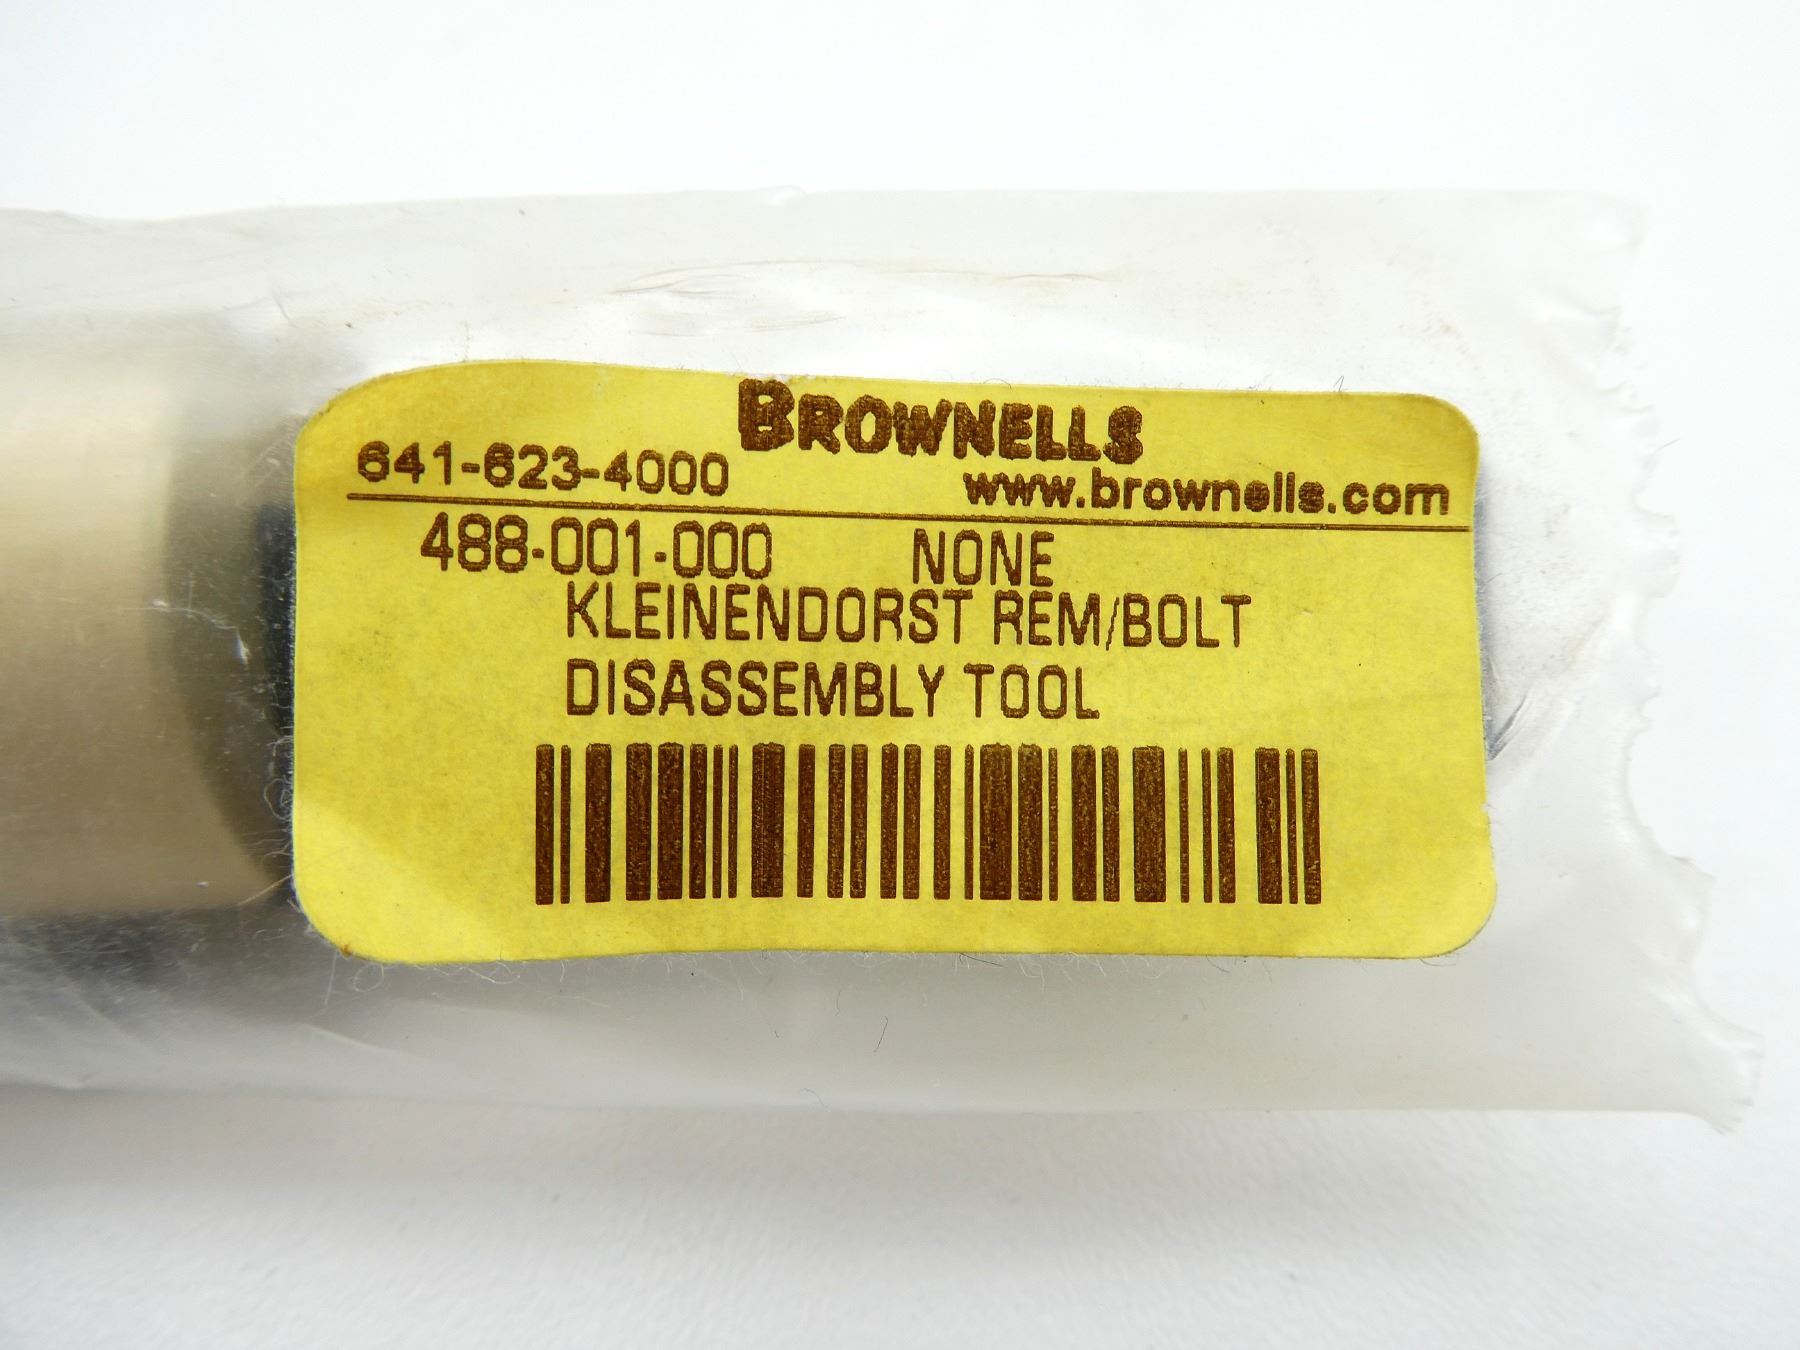 BROWNELLS
641-623-4000 www.brownells.com
488-001-000 NONE
KLEINENDORST REM/BOLT
DISASSEMBLY TOOL